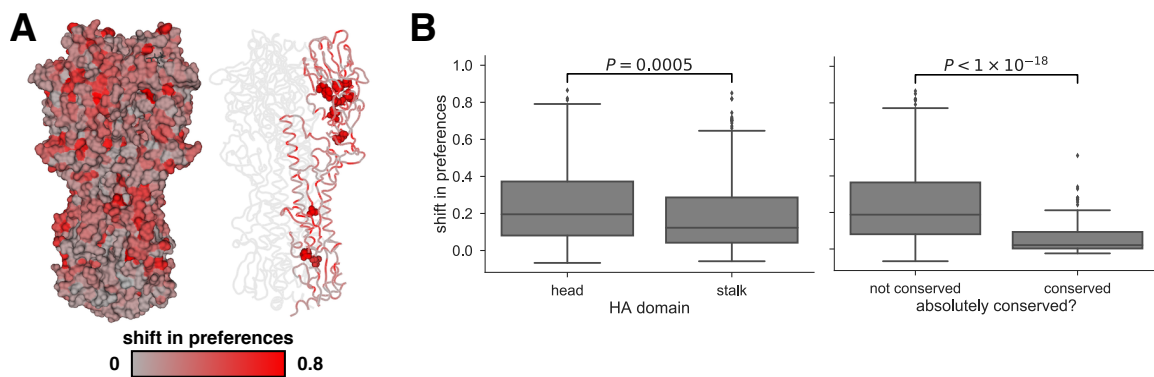 A
shift in preferences
0
0.8
B
shift in preferences
1.0
0.8
0.6
0.4
0.2
0.0
P = 0.0005
head
stalk
HA domain
P < 1 × 10⁻¹⁸
not conserved
conserved
absolutely conserved?